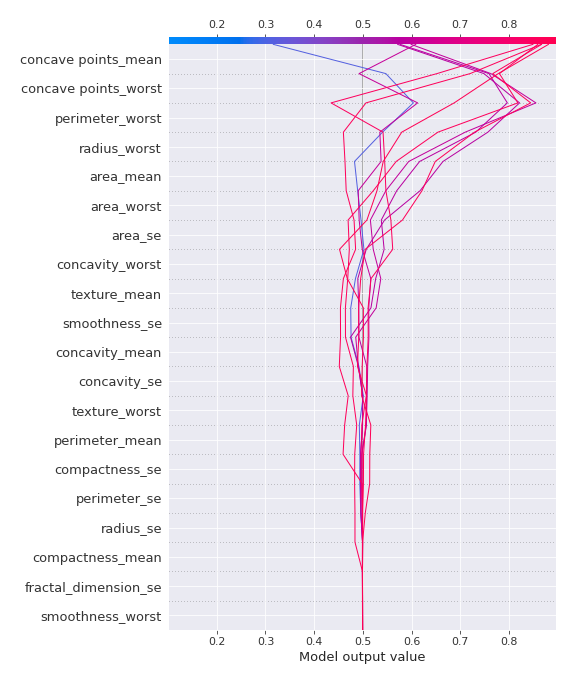 0.2 0.3 0.4 0.5 0.6 0.7 0.8
concave points_mean
concave points_worst
perimeter_worst
radius_worst
area_mean
area_worst
area_se
concavity_worst
texture_mean
smoothness_se
concavity_mean
concavity_se
texture_worst
perimeter_mean
compactness_se
perimeter_se
radius_se
compactness_mean
fractal_dimension_se
smoothness_worst
0.2 0.3 0.4 0.5 0.6 0.7 0.8
Model output value